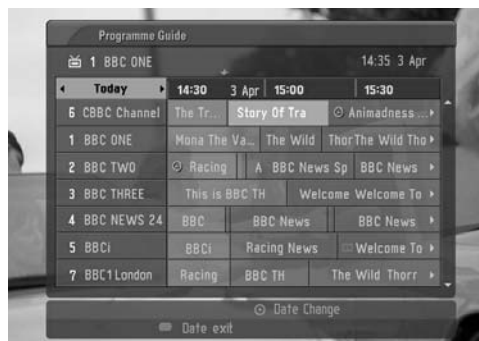 Programme Guide
1 BBC ONE 14:35 3 Apr
Today 14:30 3 Apr 15:00 15:30
6 CBBC Channel The Tr... Story Of Tra Animadness ...
1 BBC ONE Mona The Va... The Wild Thor The Wild Tho
2 BBC TWO Racing A BBC News Sp BBC News
3 BBC THREE This is BBC TH Welcome Welcome To
4 BBC NEWS 24 BBC BBC News BBC News
5 BBCi BBCi Racing News Welcome To
7 BBC1 London Racing BBC TH The Wild Thorr
Date Change
Date exit